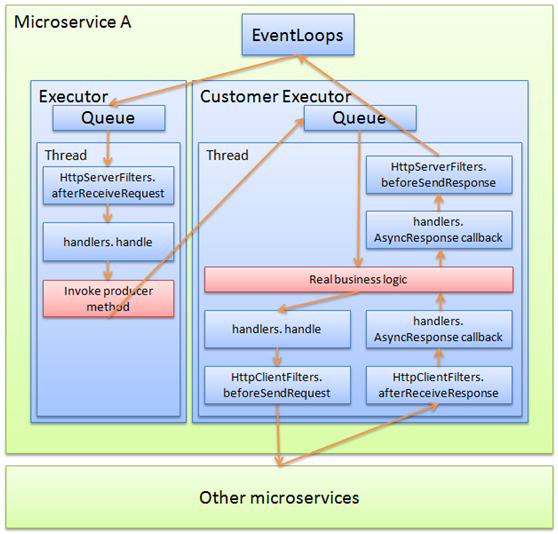 Microservice A
EventLoops
Executor
Queue
Thread
HttpServerFilters.
afterReceiveRequest
handlers. handle
Invoke producer
method
Customer Executor
Queue
Thread
HttpServerFilters.
beforeSendResponse
handlers.
AsyncResponse callback
Real business logic
handlers. handle
handlers.
AsyncResponse callback
HttpClientFilters.
beforeSendRequest
HttpClientFilters.
afterReceiveResponse
Other microservices